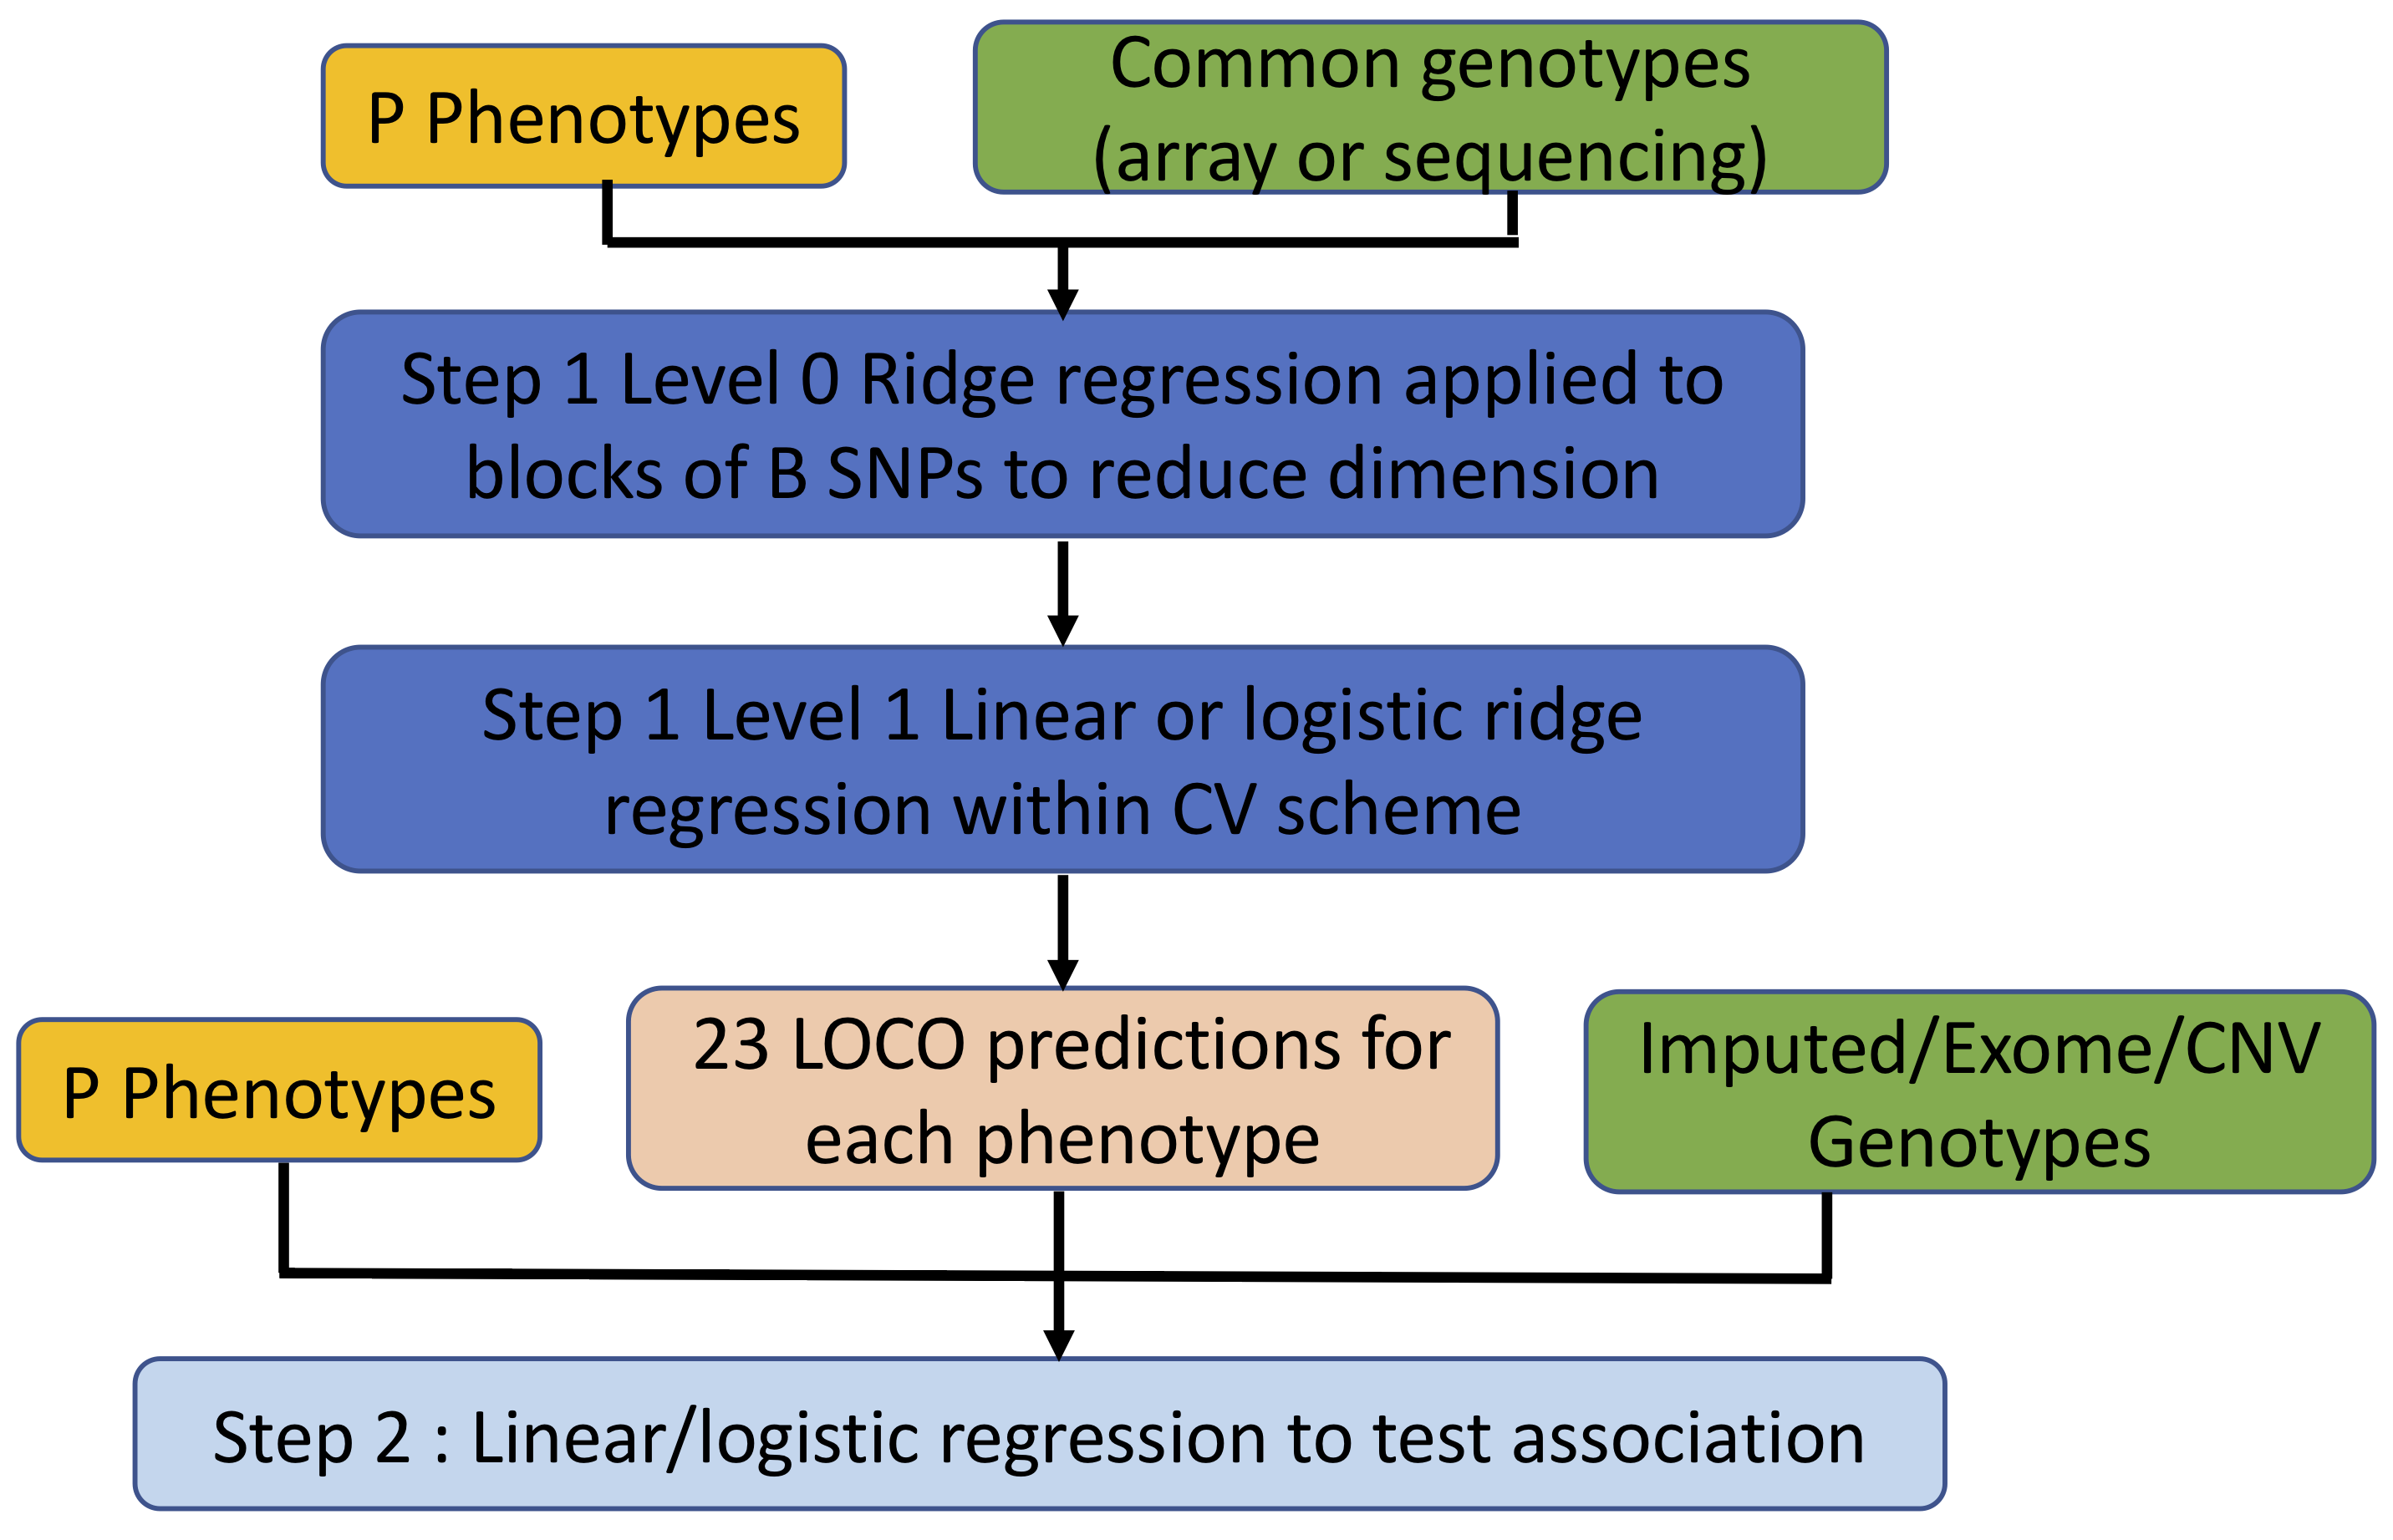 P Phenotypes
Common genotypes
(array or sequencing)
Step 1 Level 0 Ridge regression applied to
blocks of B SNPs to reduce dimension
Step 1 Level 1 Linear or logistic ridge
regression within CV scheme
P Phenotypes
23 LOCO predictions for
each phenotype
Imputed/Exome/CNV
Genotypes
Step 2 : Linear/logistic regression to test association